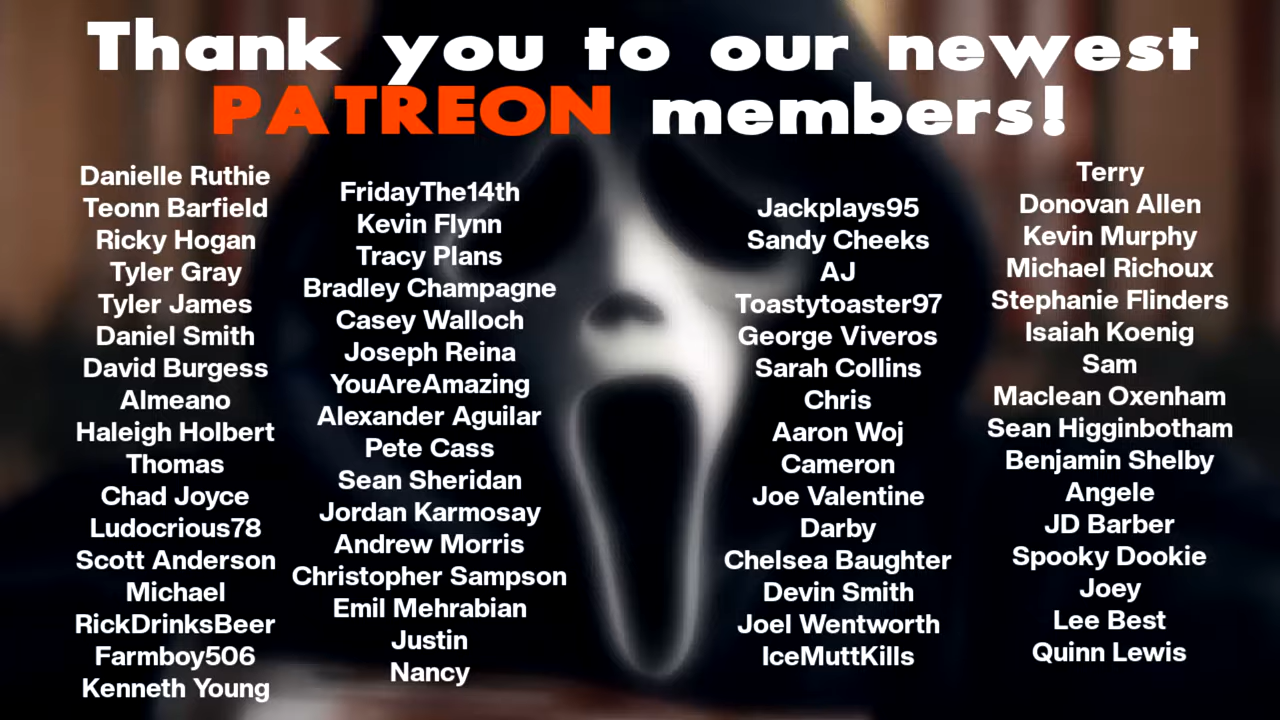 Thank you to our newest
PATREON members!
Danielle Ruthie
Teonn Barfield
Ricky Hogan
Tyler Gray
Tyler James
Daniel Smith
David Burgess
Almeano
Haleigh Holbert
Thomas
Chad Joyce
Ludocrious78
Scott Anderson
Michael
RickDrinksBeer
Farmboy506
Kenneth Young
FridayThe14th
Kevin Flynn
Tracy Plans
Bradley Champagne
Casey Walloch
Joseph Reina
YouAreAmazing
Alexander Aguilar
Pete Cass
Sean Sheridan
Jordan Karmosay
Andrew Morris
Christopher Sampson
Emil Mehrabian
Justin
Nancy
Jackplays95
Sandy Cheeks
AJ
Toastytoaster97
George Viveros
Sarah Collins
Chris
Aaron Woj
Cameron
Joe Valentine
Darby
Chelsea Baughter
Devin Smith
Joel Wentworth
IceMuttKills
Terry
Donovan Allen
Kevin Murphy
Michael Richoux
Stephanie Flinders
Isaiah Koenig
Sam
Maclean Oxenham
Sean Higginbotham
Benjamin Shelby
Angele
JD Barber
Spooky Dookie
Joey
Lee Best
Quinn Lewis